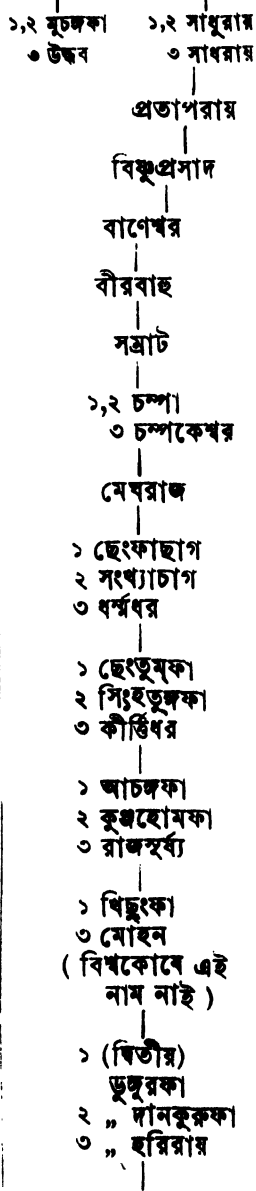 ১,২ মুচঙ্গফা ১,২ সাধুরায়
৩ উদ্ধব ৩ সাধরায়
প্রতাপরায়
বিষ্ণুপ্রসাদ
বাণেশ্বর
বীরবাহু
সম্রাট
১,২ চম্পা
৩ চম্পকেশ্বর
মেঘরাজ
১ ছেংফাছাগ
২ সংখ্যাচাগ
৩ ধর্ম্মধর
১ ছেংতুম্‌ফা
২ সিংহতুঙ্গফা
৩ কীর্ত্তিধর
১ আচঙ্গফা
২ কুঞ্জহোমফা
৩ রাজসূর্য্য
১ খিছুংফা
৩ মোহন
( বিশ্বকোষে এই
নাম নাই )
১ (দ্বিতীয়)
ডুঙ্গুরফা
২ „ দানকুরুফা
৩ „ হরিরায়